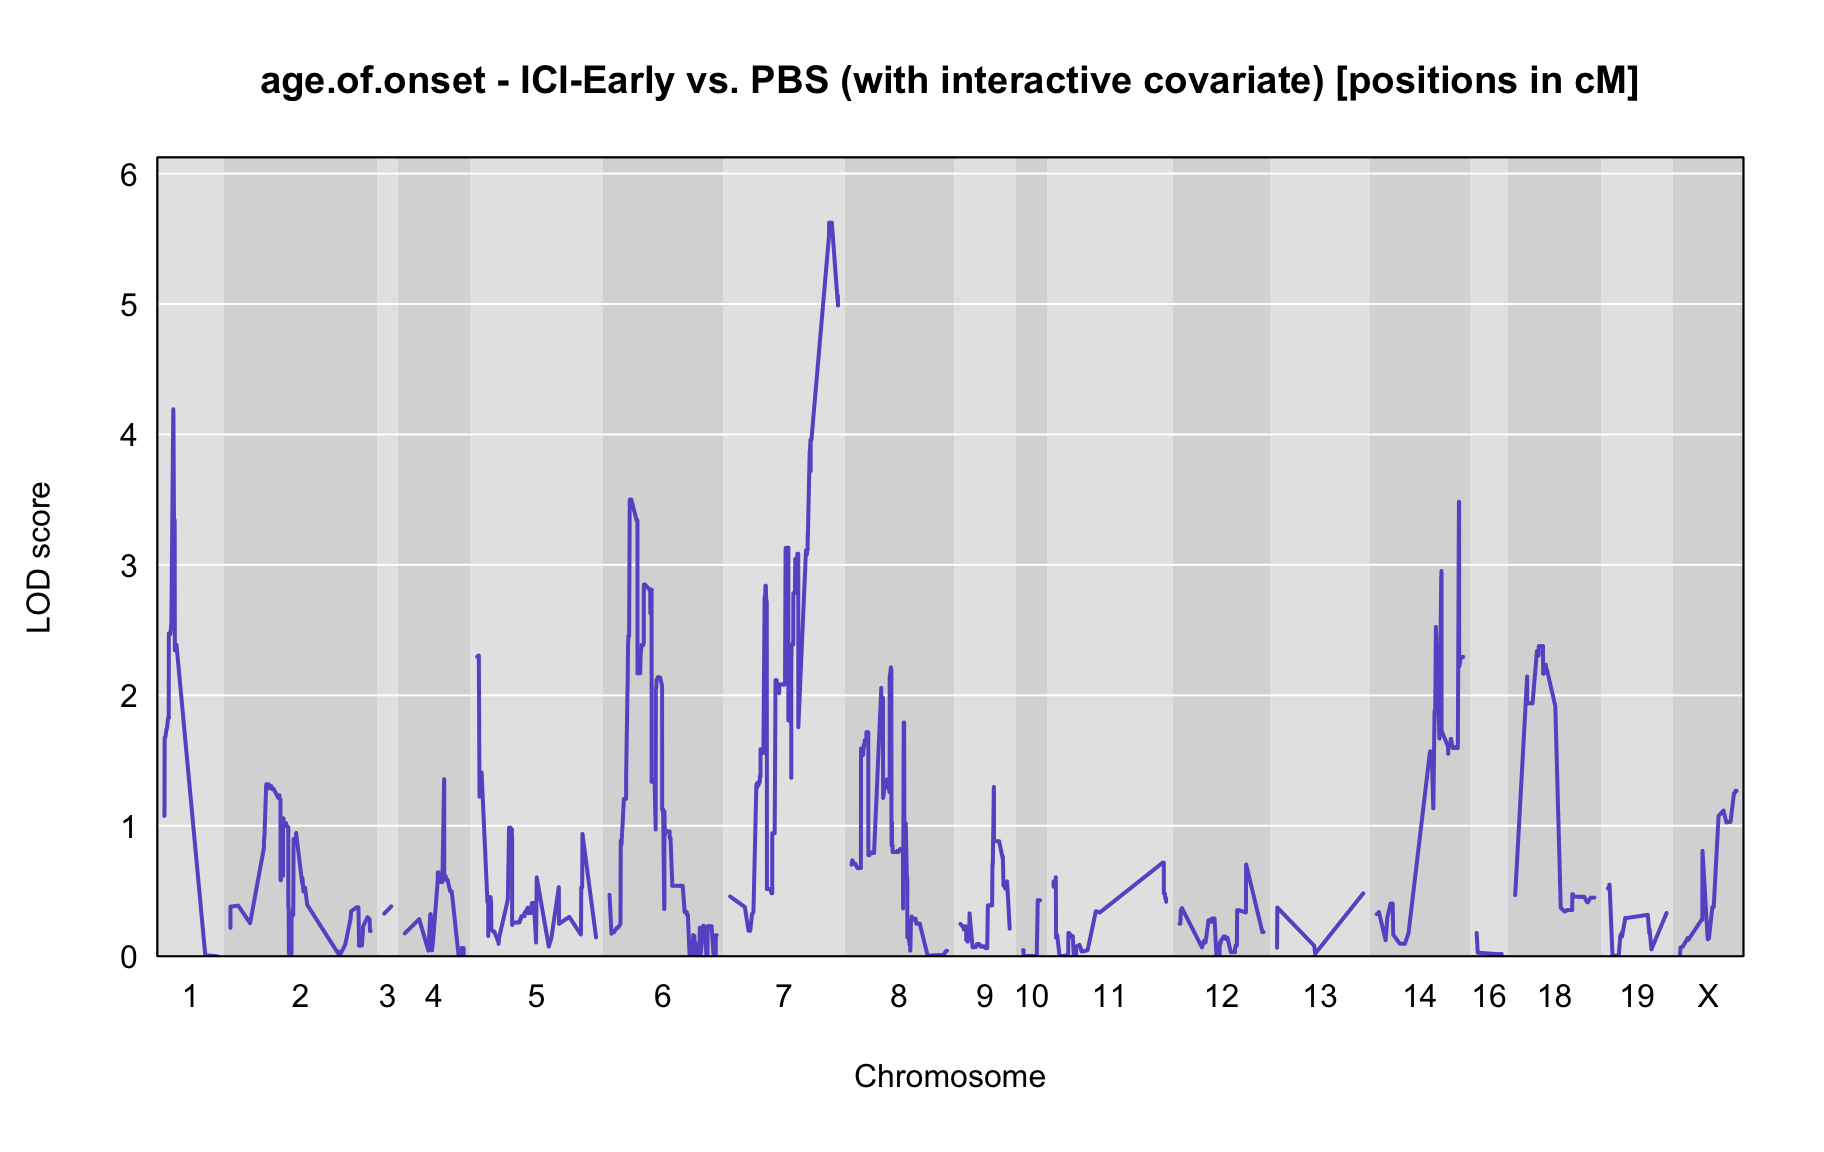 age.of.onset - ICI-Early vs. PBS (with interactive covariate) [positions in cM]
6
5
4
3
2
1
0
LOD score
1 2 3 4 5 6 7 8 9 10 11 12 13 14 16 18 19 X
Chromosome